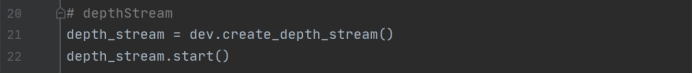 20 # depthStream
21 depth_stream = dev.create_depth_stream()
22 depth_stream.start()